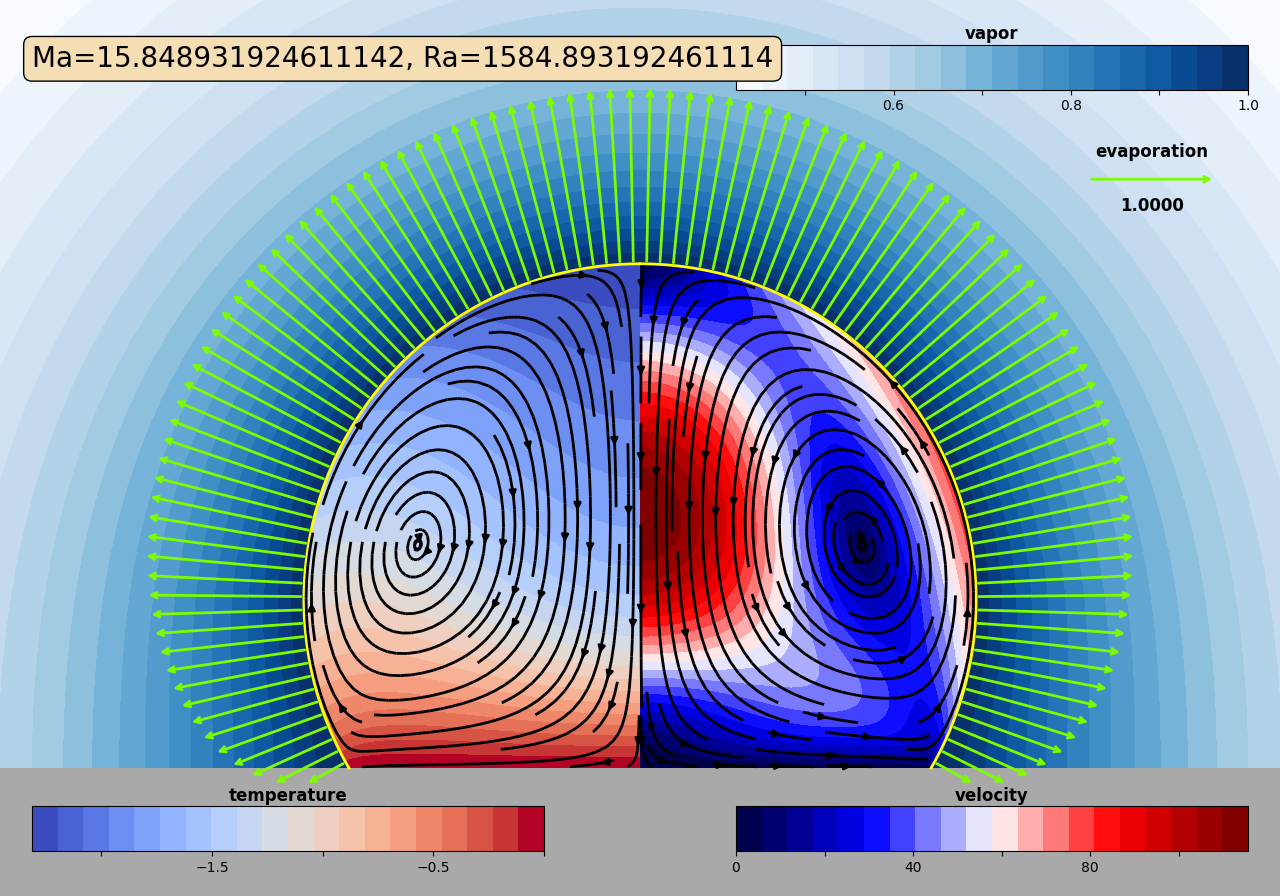 vapor
Ma=15.848931924611142, Ra=1584.893192461114
0.6 0.8 1.0
evaporation
1.0000
temperature
−1.5 −0.5
velocity
0 40 80